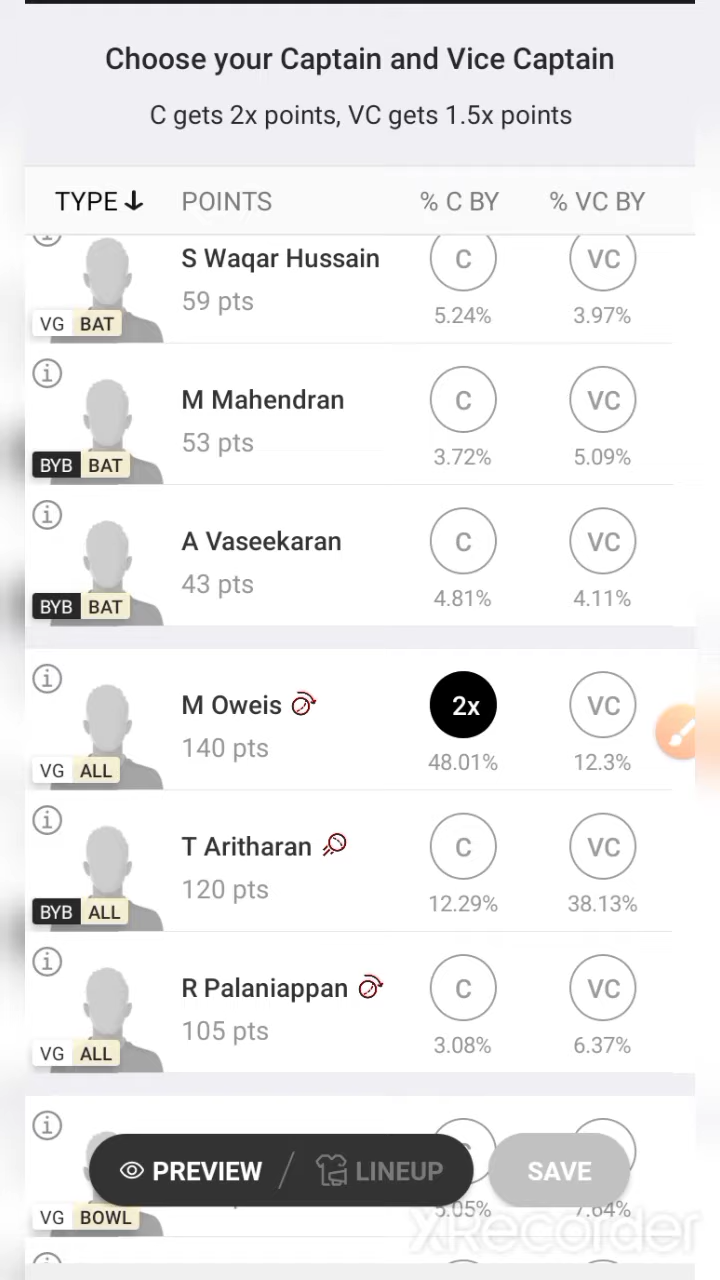 Choose your Captain and Vice Captain
C gets 2x points, VC gets 1.5x points
TYPE POINTS % C BY % VC BY
S Waqar Hussain C VC
59 pts 5.24% 3.97%
VG BAT
M Mahendran C VC
53 pts 3.72% 5.09%
BYB BAT
A Vaseekaran C VC
43 pts 4.81% 4.11%
BYB BAT
M Oweis 2x VC
140 pts 48.01% 12.3%
VG ALL
T Aritharan C VC
120 pts 12.29% 38.13%
BYB ALL
R Palaniappan C VC
105 pts 3.08% 6.37%
VG ALL
PREVIEW / LINEUP SAVE
5.05% 7.64%
VG BOWL
XRecorder